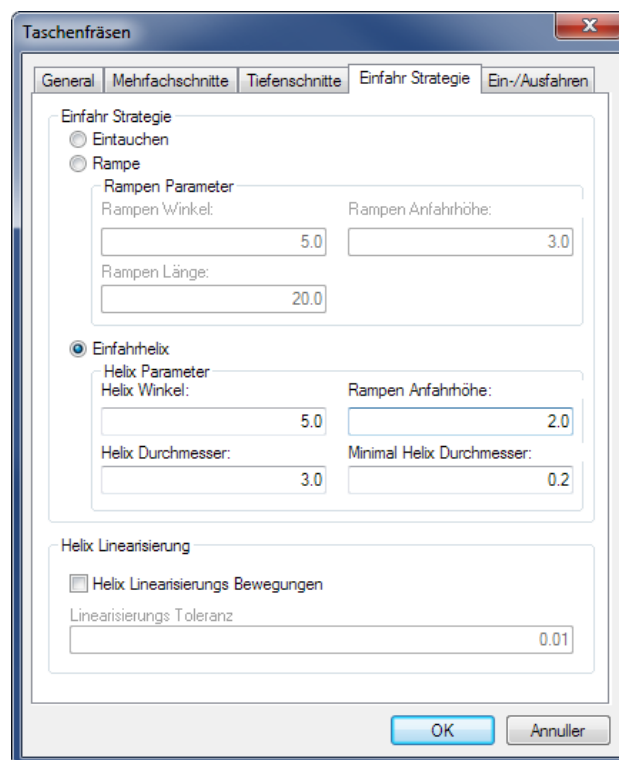 Taschenfräsen
General Mehrfachschnitte Tiefenschnitte Einfahr Strategie Ein-/Ausfahren
Einfahr Strategie
Eintauchen
Rampe
Rampen Parameter
Rampen Winkel: Rampen Anfahrhöhe:
5.0 3.0
Rampen Länge:
20.0
Einfahrhelix
Helix Parameter
Helix Winkel: Rampen Anfahrhöhe:
5.0 2.0
Helix Durchmesser: Minimal Helix Durchmesser:
3.0 0.2
Helix Linearisierung
Helix Linearisierungs Bewegungen
Linearisierungs Toleranz
0.01
OK Annuller